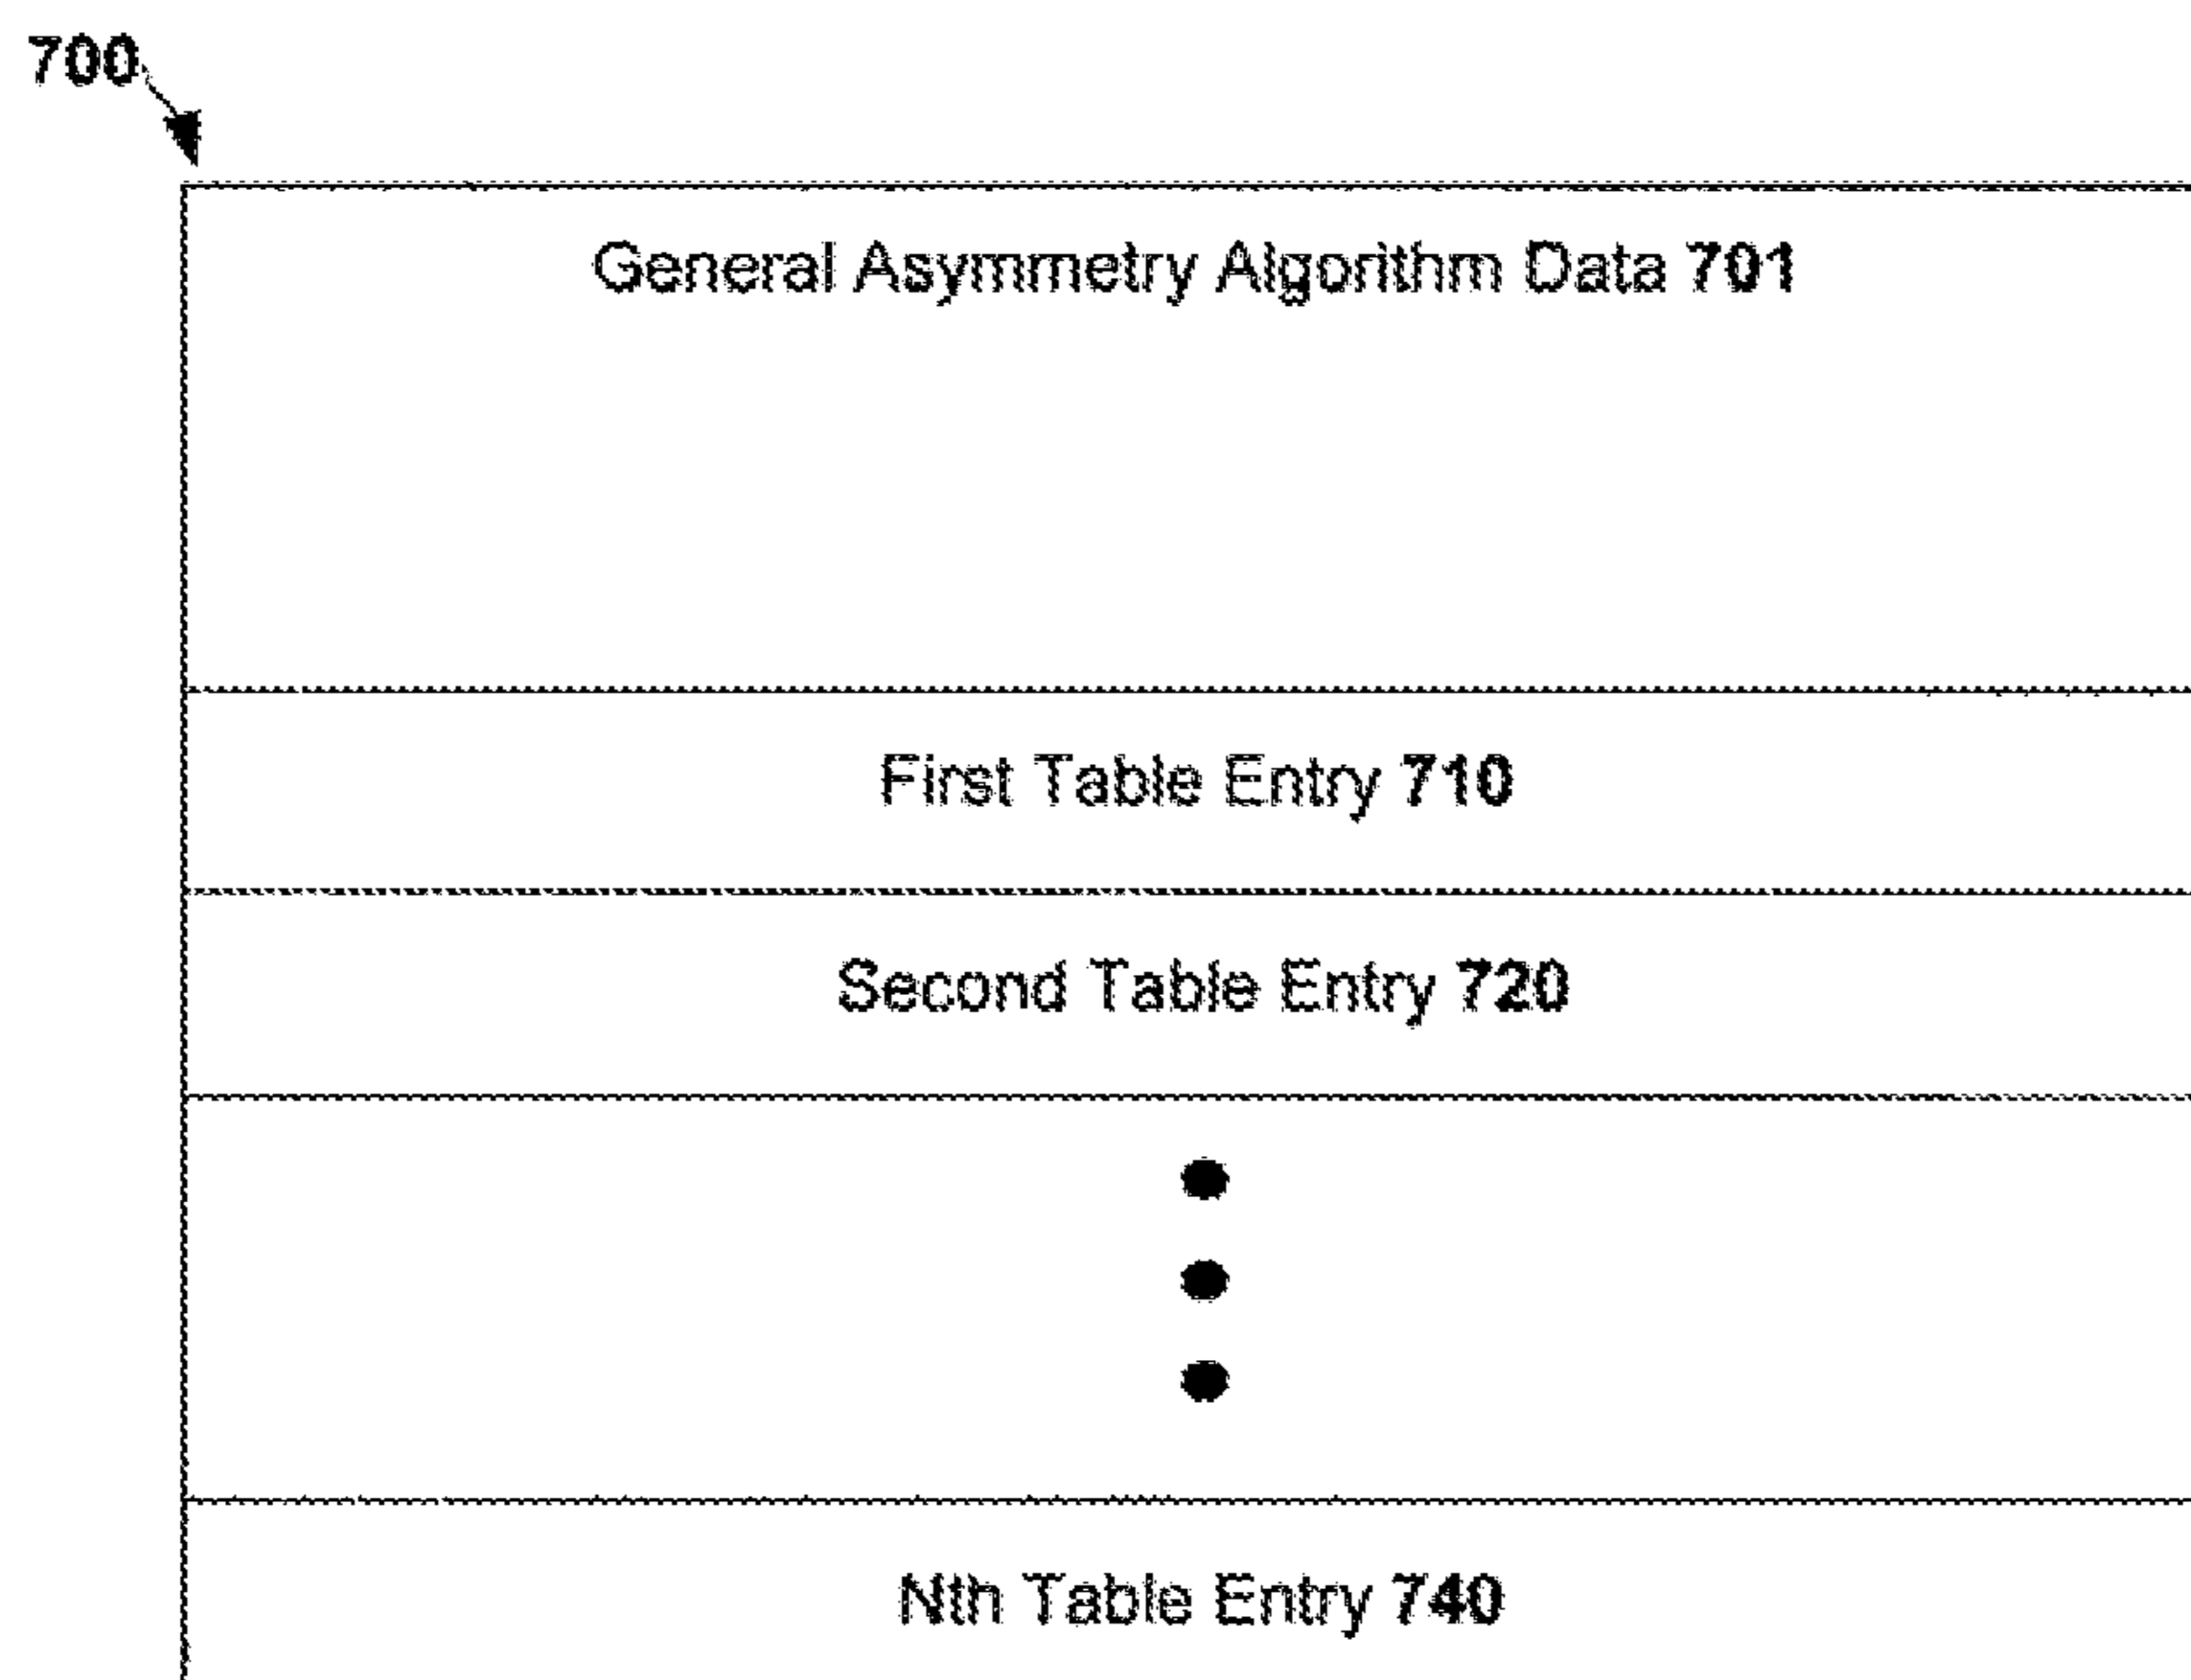 700
General Asymmetry Algorithm Data 701
First Table Entry 710
Second Table Entry 720
Nth Table Entry 740